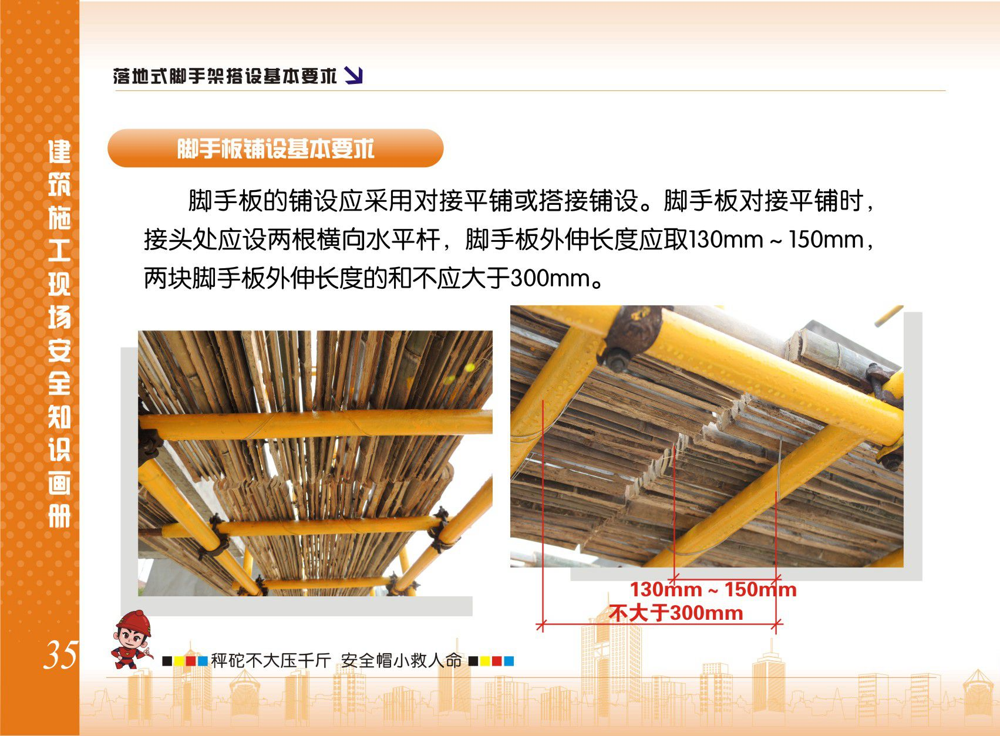 落地式脚手架搭设基本要求
脚手板铺设基本要求
脚手板的铺设应采用对接平铺或搭接铺设。脚手板对接平铺时，
接头处应设两根横向水平杆，脚手板外伸长度应取130mm～150mm，
两块脚手板外伸长度的和不应大于300mm。
130mm～150mm
不大于300mm
秤砣不大压千斤 安全帽小救人命
建筑施工现场安全知识画册
35